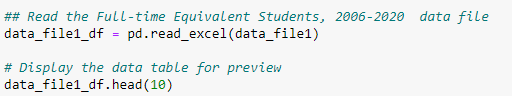 ## Read the Full-time Equivalent Students, 2006-2020  data file
data_file1_df = pd.read_excel(data_file1)
# Display the data table for preview
data_file1_df.head(10)